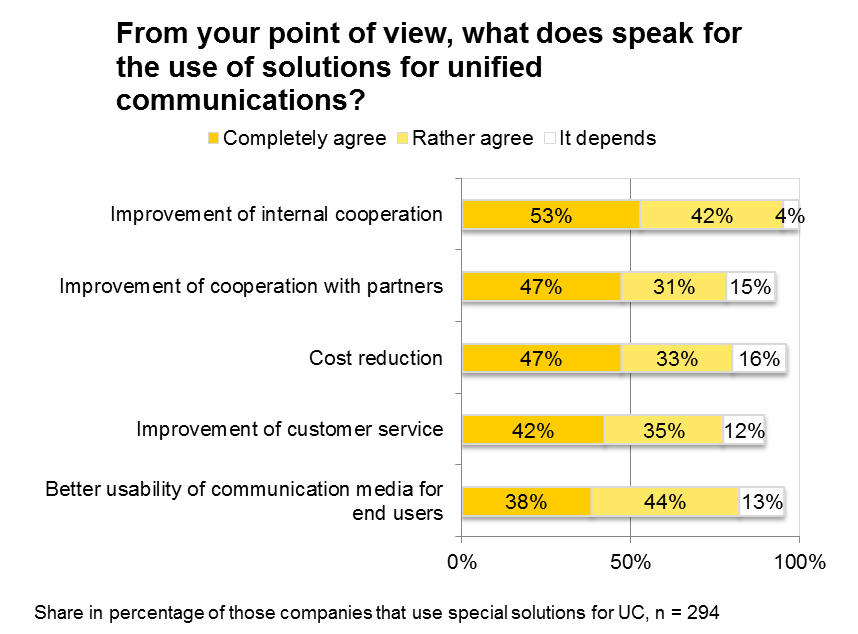 From your point of view, what does speak for
the use of solutions for unified
communications?
Completely agree Rather agree It depends
Improvement of internal cooperation 53% 42% 4%
Improvement of cooperation with partners 47% 31% 15%
Cost reduction 47% 33% 16%
Improvement of customer service 42% 35% 12%
Better usability of communication media for
end users 38% 44% 13%
0% 50% 100%
Share in percentage of those companies that use special solutions for UC, n = 294